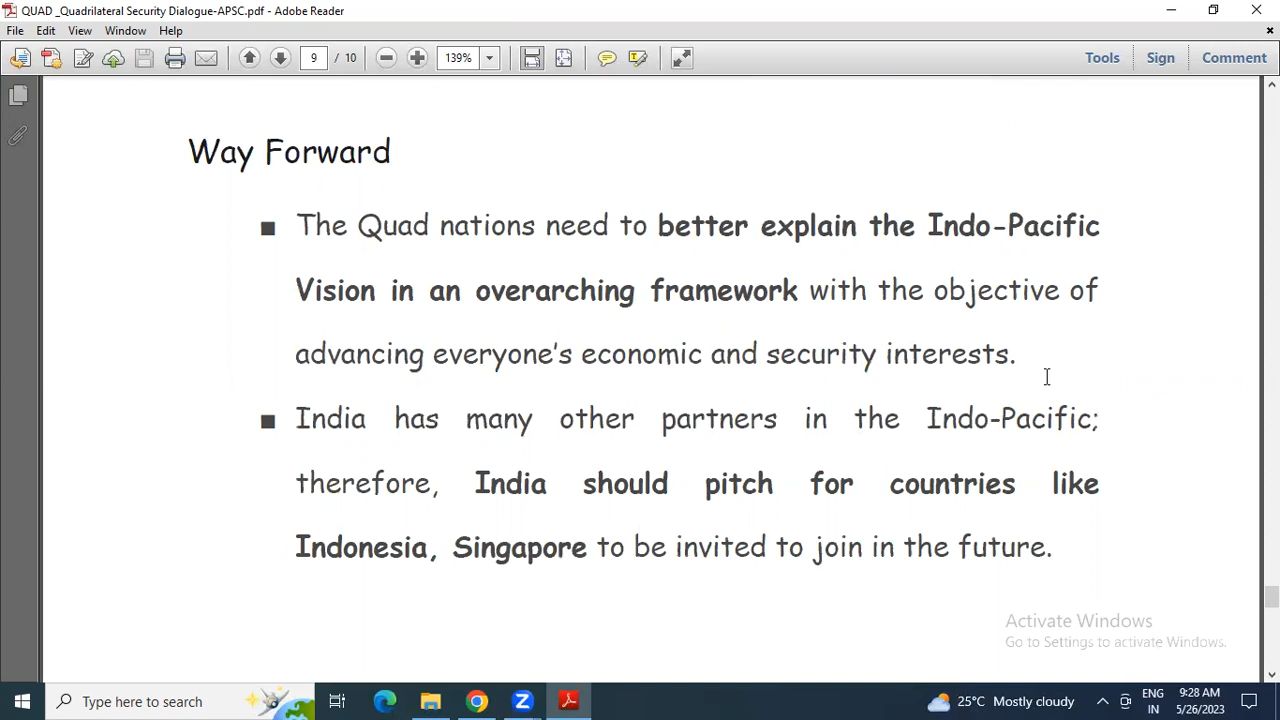 QUAD _Quadrilateral Security Dialogue-APSC.pdf - Adobe Reader
File Edit View Window Help
9 / 10 139% Tools Sign Comment
Way Forward
■ The Quad nations need to better explain the Indo-Pacific
Vision in an overarching framework with the objective of
advancing everyone's economic and security interests.
■ India has many other partners in the Indo-Pacific;
therefore, India should pitch for countries like
Indonesia, Singapore to be invited to join in the future.
Activate Windows
Go to Settings to activate Windows.
Type here to search
25°C Mostly cloudy
ENG
IN
9:28 AM
5/26/2023